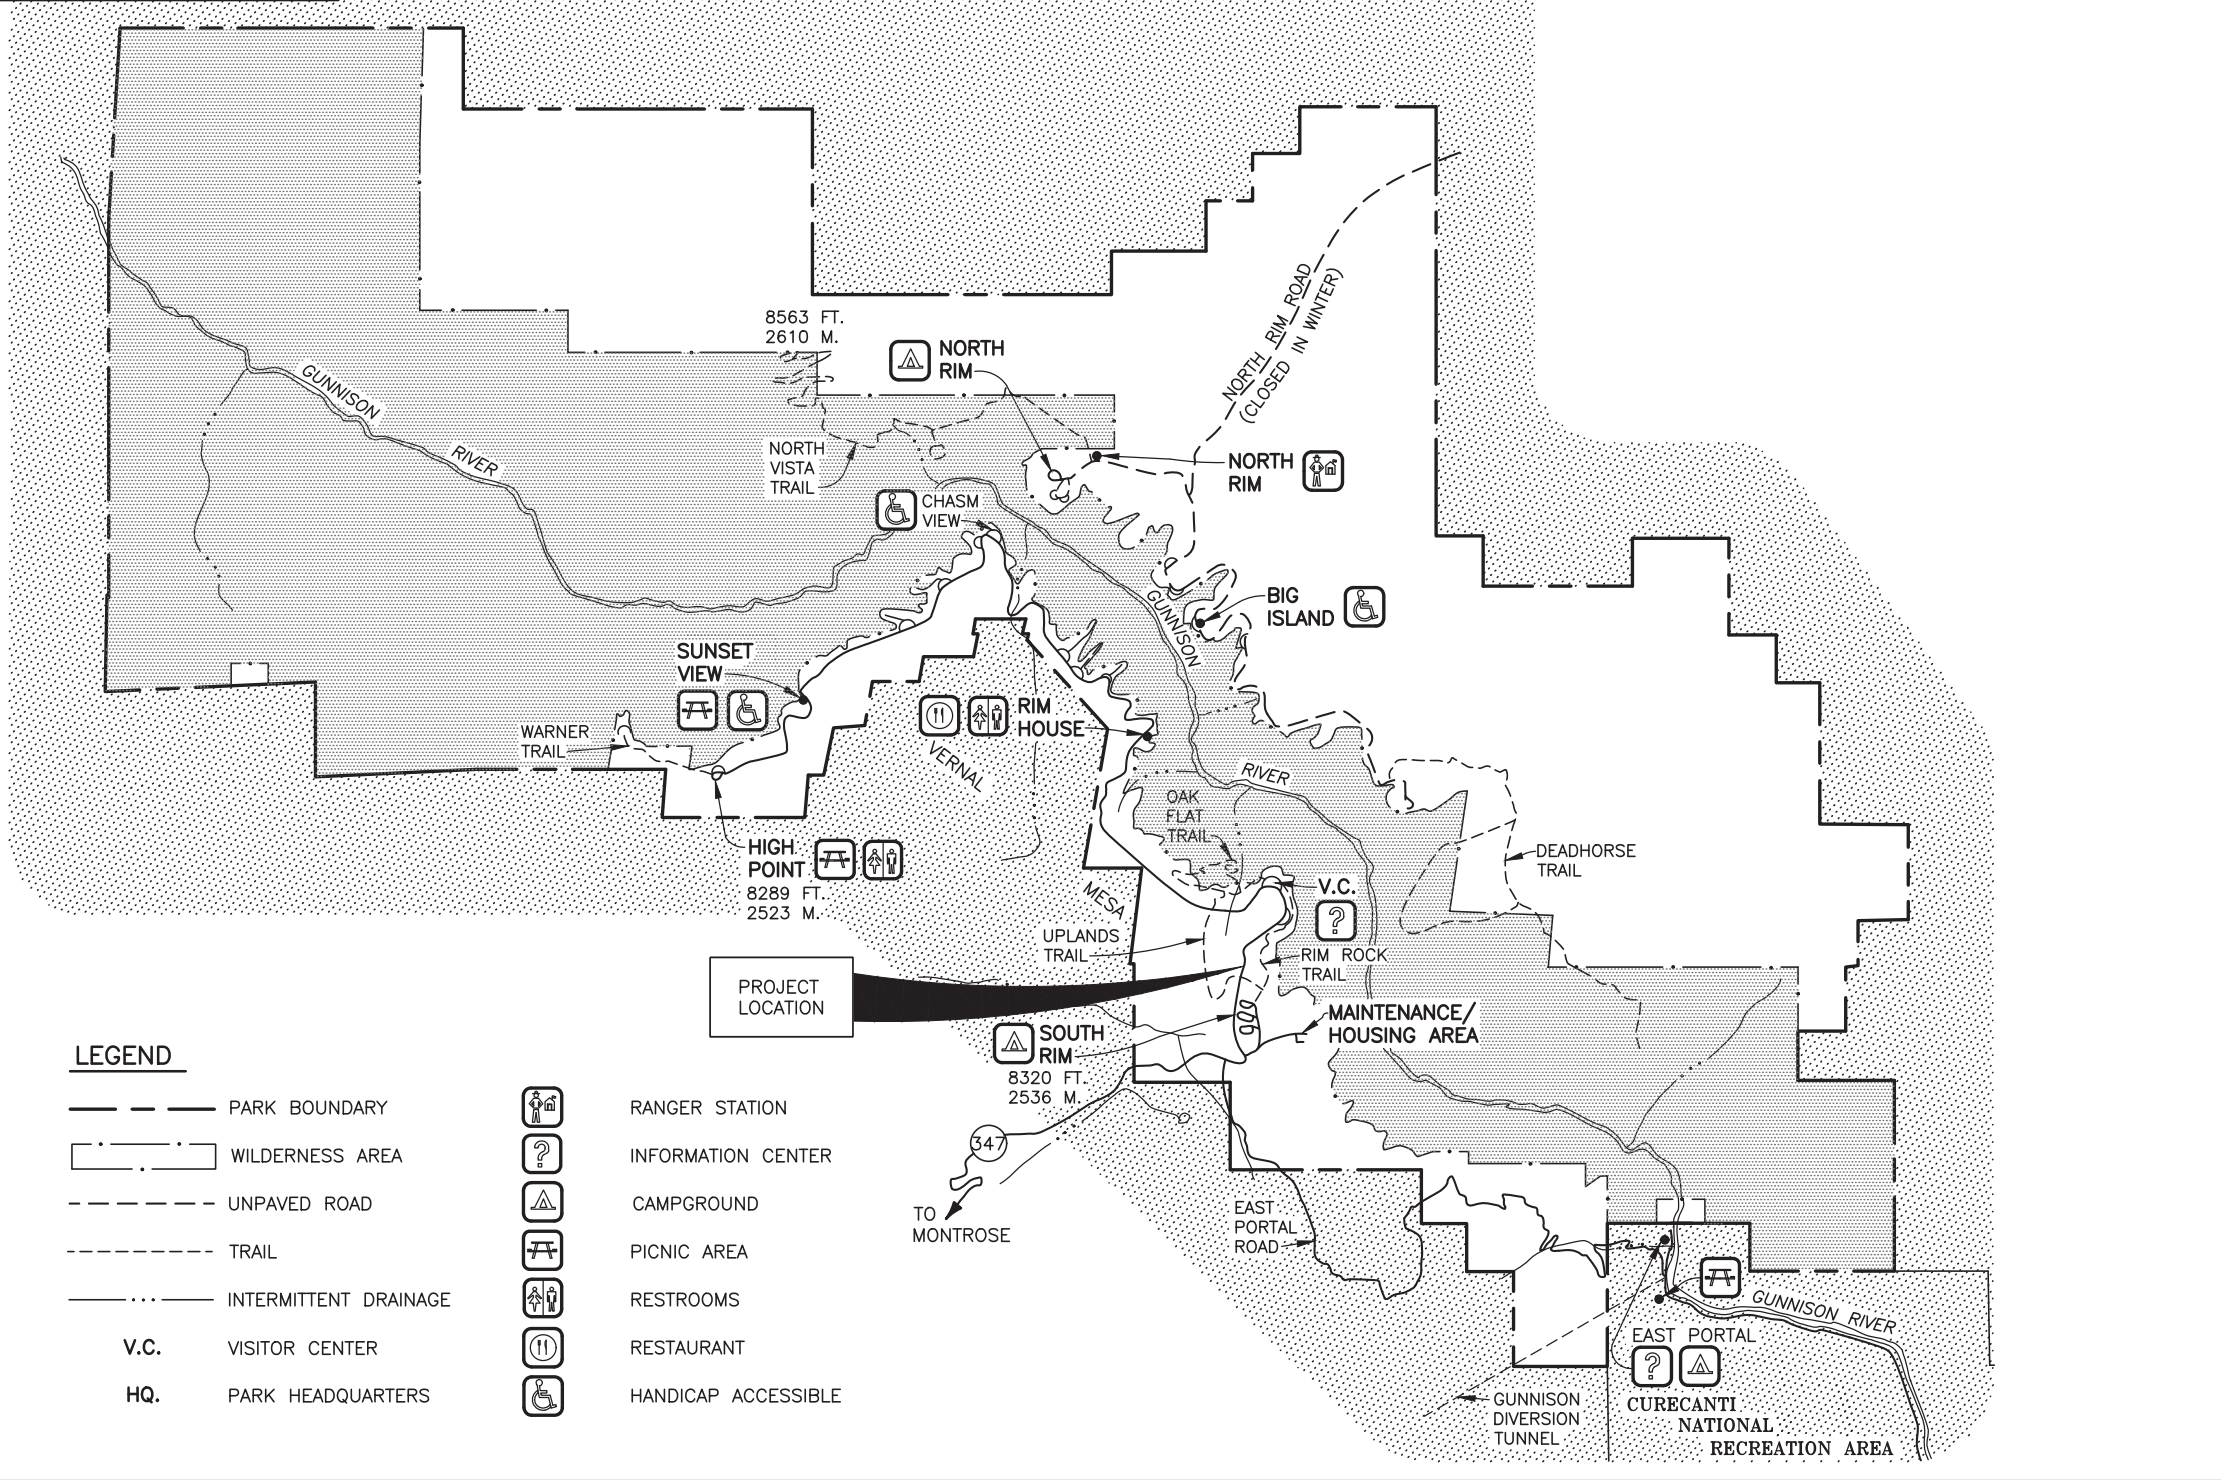 8563 FT.
2610 M.
NORTH
RIM
NORTH RIM ROAD
(CLOSED IN WINTER)
GUNNISON
RIVER
NORTH
VISTA
TRAIL
NORTH
RIM
CHASM
VIEW
GUNNISON
BIG
ISLAND
SUNSET
VIEW
WARNER
TRAIL
RIM
HOUSE
VERNAL
RIVER
OAK
FLAT
TRAIL
HIGH
POINT
8289 FT.
2523 M.
DEADHORSE
TRAIL
MESA
V.C.
?
UPLANDS
TRAIL
RIM ROCK
TRAIL
PROJECT
LOCATION
MAINTENANCE/
HOUSING AREA
SOUTH
RIM
8320 FT.
2536 M.
347
TO
MONTROSE
EAST
PORTAL
ROAD
GUNNISON RIVER
EAST PORTAL
?
GUNNISON
DIVERSION
TUNNEL
CURECANTI
NATIONAL
RECREATION AREA
LEGEND
PARK BOUNDARY
WILDERNESS AREA
UNPAVED ROAD
TRAIL
INTERMITTENT DRAINAGE
V.C. VISITOR CENTER
HQ. PARK HEADQUARTERS
RANGER STATION
? INFORMATION CENTER
CAMPGROUND
PICNIC AREA
RESTROOMS
RESTAURANT
HANDICAP ACCESSIBLE